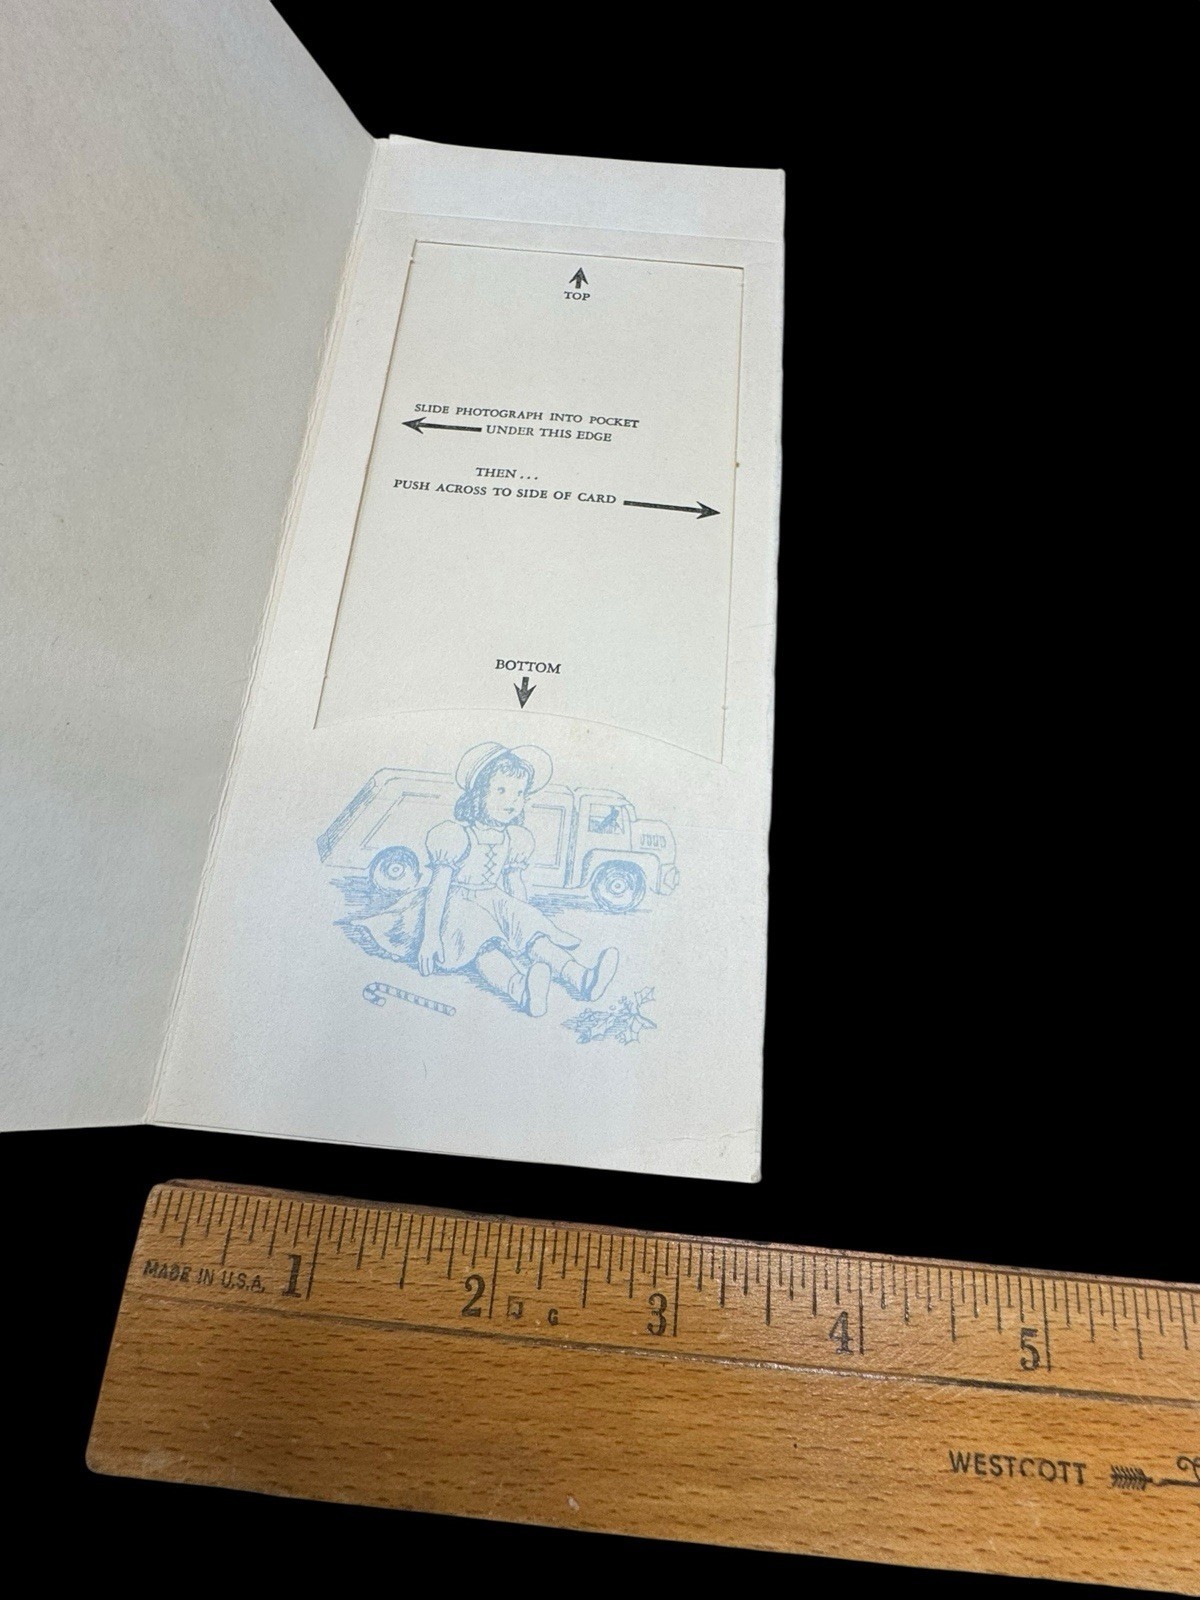 TOP
SLIDE PHOTOGRAPH INTO POCKET
UNDER THIS EDGE
THEN...
PUSH ACROSS TO SIDE OF CARD
BOTTOM
MADE IN U.S.A. 1 2 3 4 5
J G
WESTCOTT